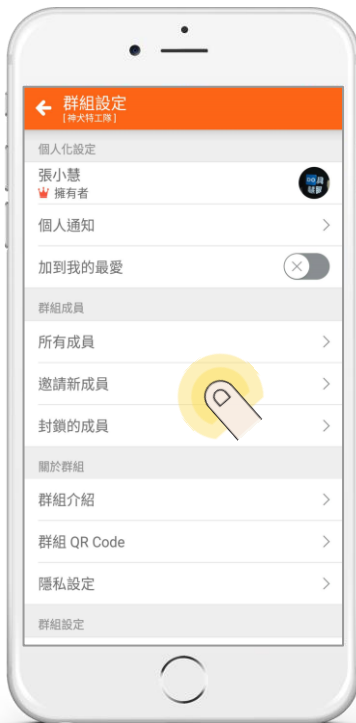 群組設定
[神犬特工隊]
個人化設定
張小慧
擁有者
個人通知
加到我的最愛
群組成員
所有成員
邀請新成員
封鎖的成員
關於群組
群組介紹
群組 QR Code
隱私設定
群組設定